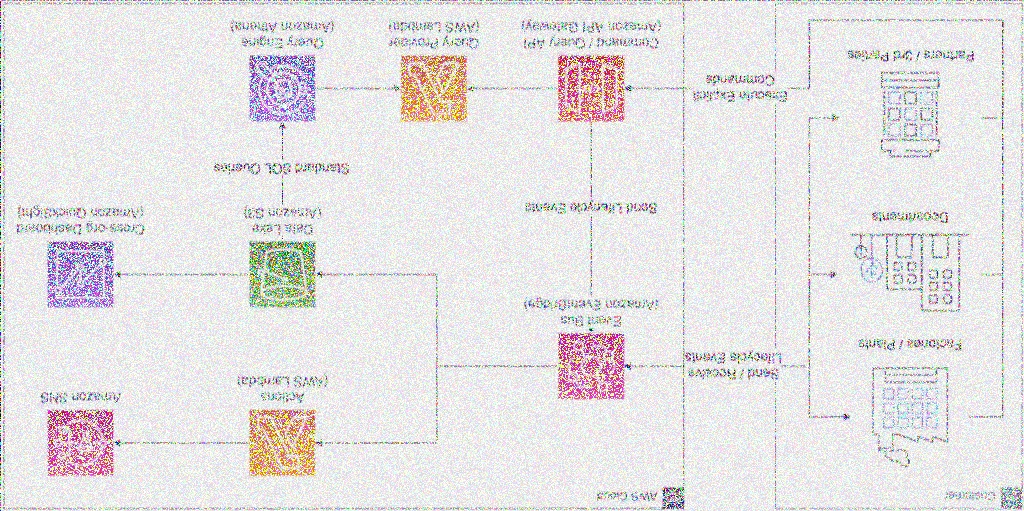 Customer
AWS Cloud
Factories / Plants
Send / Receive
Lifecycle Events
Actions
(AWS Lambda)
Amazon SNS
Event Bus
(Amazon EventBridge)
Departments
Send Lifecycle Events
Data Lake
(Amazon S3)
Cross-org Dashboard
(Amazon QuickSight)
Standard SQL Queries
Partners / 3rd Parties
Execute Explicit
Commands
Command / Query API
(Amazon API Gateway)
Query Provider
(AWS Lambda)
Query Engine
(Amazon Athena)